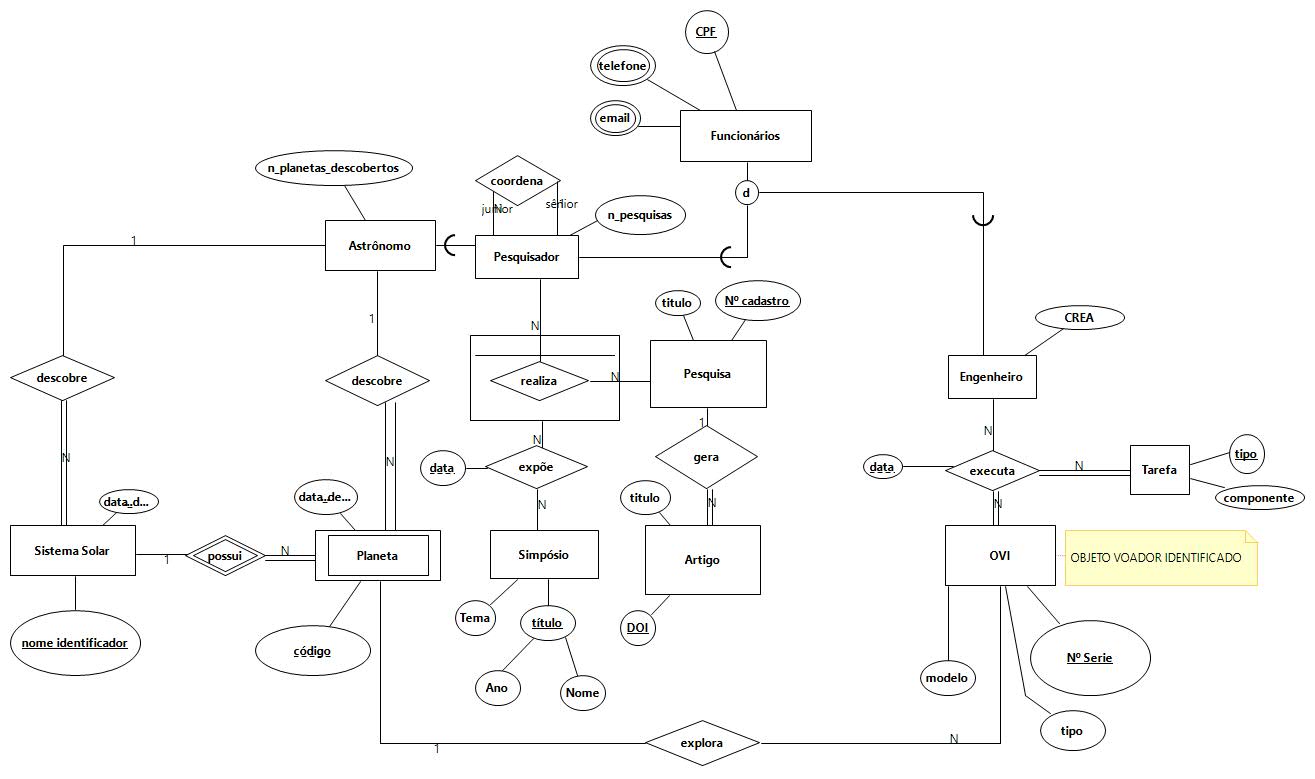 CPF
telefone
email
Funcionários
n_planetas_descobertos
coordena
d
junior
N
sênior
1
n_pesquisas
1
Astrônomo
Pesquisador
titulo
Nº cadastro
1
N
CREA
descobre
descobre
realiza
N
Pesquisa
Engenheiro
1
N
N
N
N
data
expõe
gera
data
executa
N
Tarefa
tipo
componente
data_d...
data_de...
N
titulo
N
N
Sistema Solar
1
possui
N
Planeta
Simpósio
Artigo
OVI
OBJETO VOADOR IDENTIFICADO
nome identificador
código
Tema
título
DOI
Nº Serie
Ano
Nome
modelo
tipo
1
explora
N